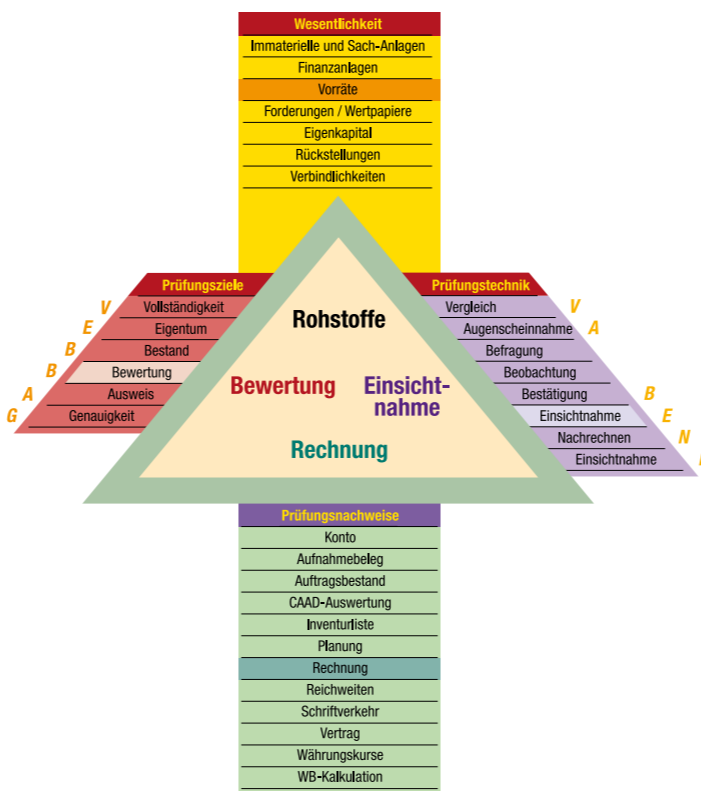 Wesentlichkeit
Immaterielle und Sach-Anlagen
Finanzanlagen
Vorräte
Forderungen / Wertpapiere
Eigenkapital
Rückstellungen
Verbindlichkeiten
Prüfungsziele
V Vollständigkeit
E Eigentum
B Bestand
B Bewertung
A Ausweis
G Genauigkeit
Rohstoffe
Bewertung
Einsicht-
nahme
Rechnung
Prüfungstechnik
Vergleich V
Augenscheinnahme A
Befragung
Beobachtung
Bestätigung B
Einsichtnahme E
Nachrechnen N
Einsichtnahme
Prüfungsnachweise
Konto
Aufnahmebeleg
Auftragsbestand
CAAD-Auswertung
Inventurliste
Planung
Rechnung
Reichweiten
Schriftverkehr
Vertrag
Währungskurse
WB-Kalkulation